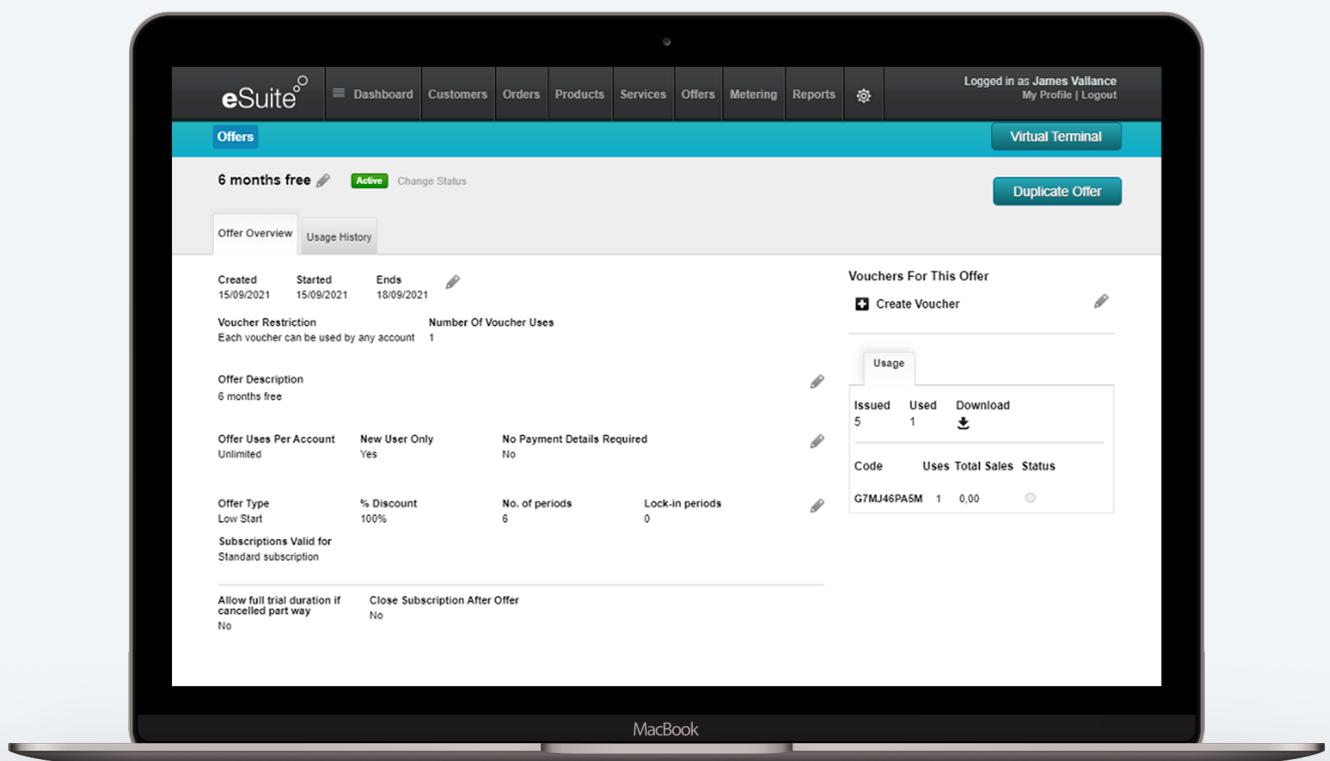 eSuite
Dashboard Customers Orders Products Services Offers Metering Reports
Logged in as James Vallance
My Profile | Logout
Offers
Virtual Terminal
6 months free
Active
Change Status
Duplicate Offer
Offer Overview
Usage History
Created Started Ends
15/09/2021 15/09/2021 18/09/2021
Voucher Restriction Number Of Voucher Uses
Each voucher can be used by any account 1
Offer Description
6 months free
Offer Uses Per Account New User Only No Payment Details Required
Unlimited Yes No
Offer Type % Discount No. of periods Lock-in periods
Low Start 100% 6 0
Subscriptions Valid for
Standard subscription
Allow full trial duration if
cancelled part way
No
Close Subscription After Offer
No
Vouchers For This Offer
Create Voucher
Usage
Issued Used Download
5 1
Code Uses Total Sales Status
G7MJ46PA5M 1 0,00
MacBook